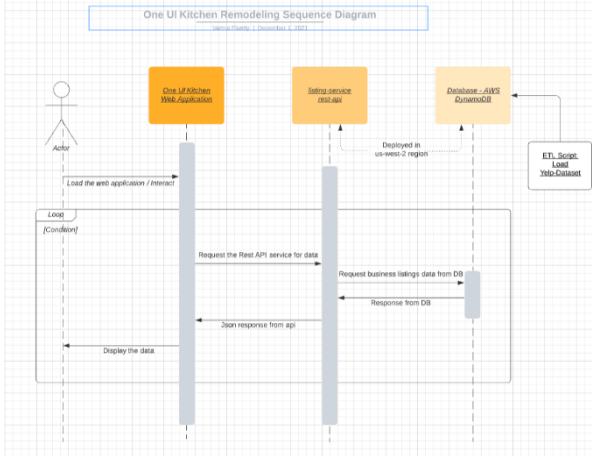 One UI Kitchen Remodeling Sequence Diagram
| December 1, 2021
One UI Kitchen
Web Application
listing-service
rest-api
Database - AWS
DynamoDB
Actor
Deployed in
us-west-2 region
ETL Script:
Load
Yelp-Dataset
Load the web application / Interact
Loop
[Condition]
Request the Rest API service for data
Request business listings data from DB
Response from DB
Json response from api
Display the data